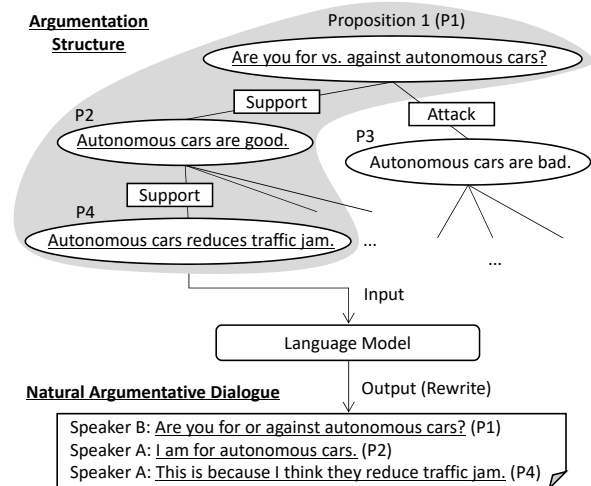 Argumentation
Structure
Proposition 1 (P1)
Are you for vs. against autonomous cars?
Support
Attack
P2
Autonomous cars are good.
P3
Autonomous cars are bad.
Support
P4
Autonomous cars reduces traffic jam.
...
...
Input
Language Model
Output (Rewrite)
Natural Argumentative Dialogue
Speaker B: Are you for or against autonomous cars? (P1)
Speaker A: I am for autonomous cars. (P2)
Speaker A: This is because I think they reduce traffic jam. (P4)